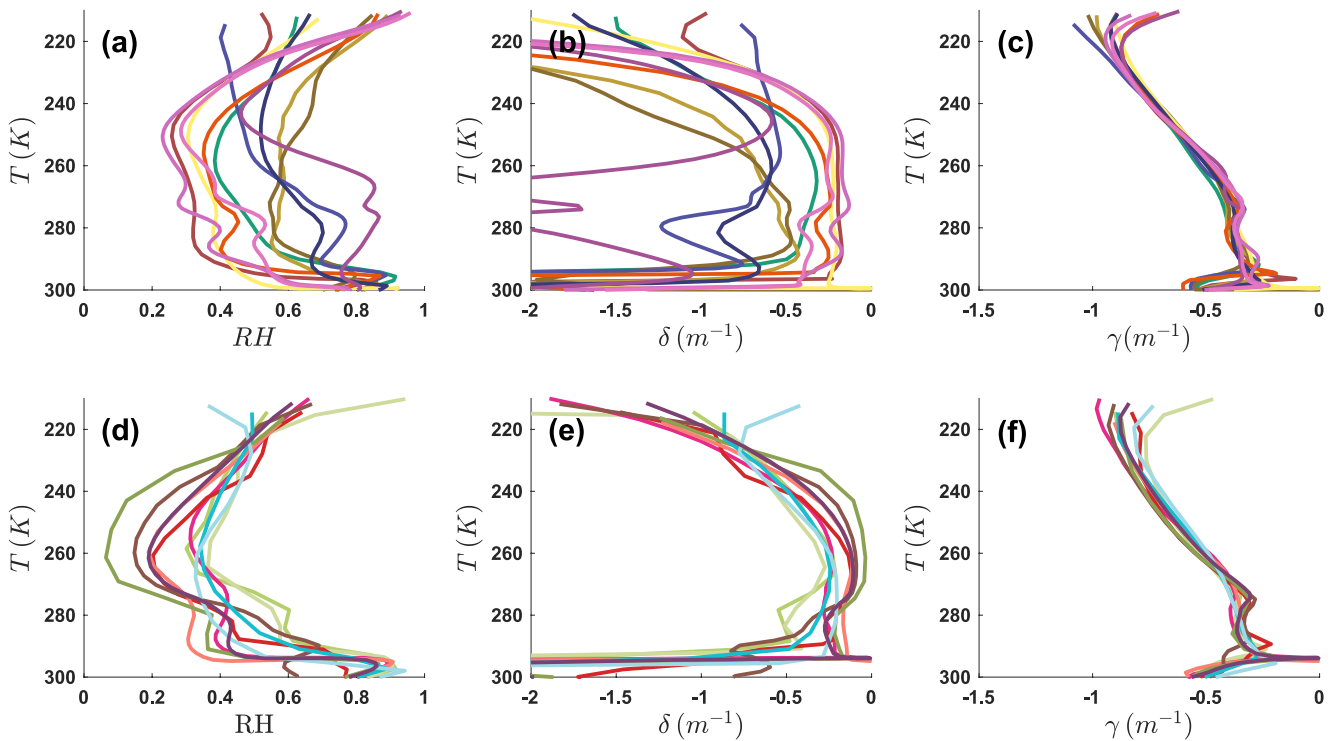 (a)
220
240
260
280
300
T (K)
0 0.2 0.4 0.6 0.8 1
RH
(b)
220
240
260
280
300
T (K)
-2 -1.5 -1 -0.5 0
δ (m⁻¹)
(c)
220
240
260
280
300
T (K)
-1.5 -1 -0.5 0
γ(m⁻¹)
(d)
220
240
260
280
300
T (K)
0 0.2 0.4 0.6 0.8 1
RH
(e)
220
240
260
280
300
T (K)
-2 -1.5 -1 -0.5 0
δ (m⁻¹)
(f)
220
240
260
280
300
T (K)
-1.5 -1 -0.5 0
γ (m⁻¹)